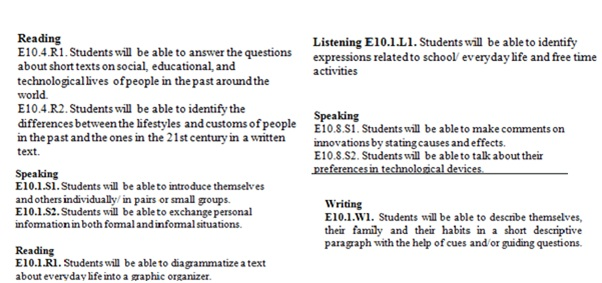 Reading
E10.4.R1. Students will be able to answer the questions
about short texts on social, educational, and
technological lives of people in the past around the
world.
E10.4.R2. Students will be able to identify the
differences between the lifestyles and customs of people
in the past and the ones in the 21st century in a written
text.
Speaking
E10.1.S1. Students will be able to introduce themselves
and others individually/ in pairs or small groups.
E10.1.S2. Students will be able to exchange personal
information in both formal and informal situations.
Reading
E10.1.R1. Students will be able to diagrammatize a text
about everyday life into a graphic organizer.
Listening E10.1.L1. Students will be able to identify
expressions related to school/ everyday life and free time
activities
Speaking
E10.8.S1. Students will be able to make comments on
innovations by stating causes and effects.
E10.8.S2. Students will be able to talk about their
preferences in technological devices.
Writing
E10.1.W1. Students will be able to describe themselves,
their family and their habits in a short descriptive
paragraph with the help of cues and/or guiding questions.